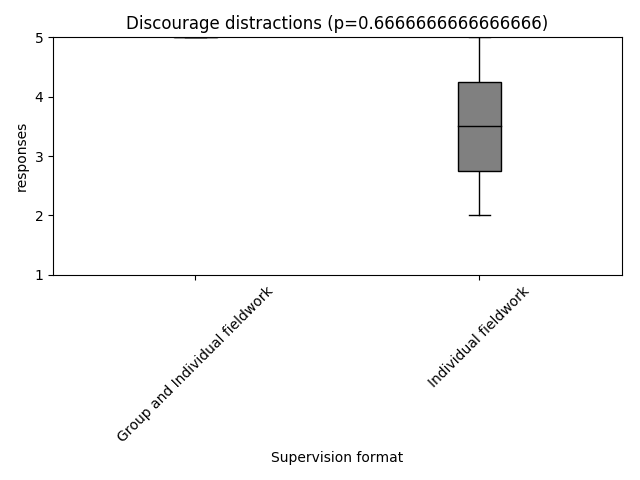 Discourage distractions (p=0.6666666666666666)
5
4
3
2
1
responses
Group and Individual fieldwork
Individual fieldwork
Supervision format